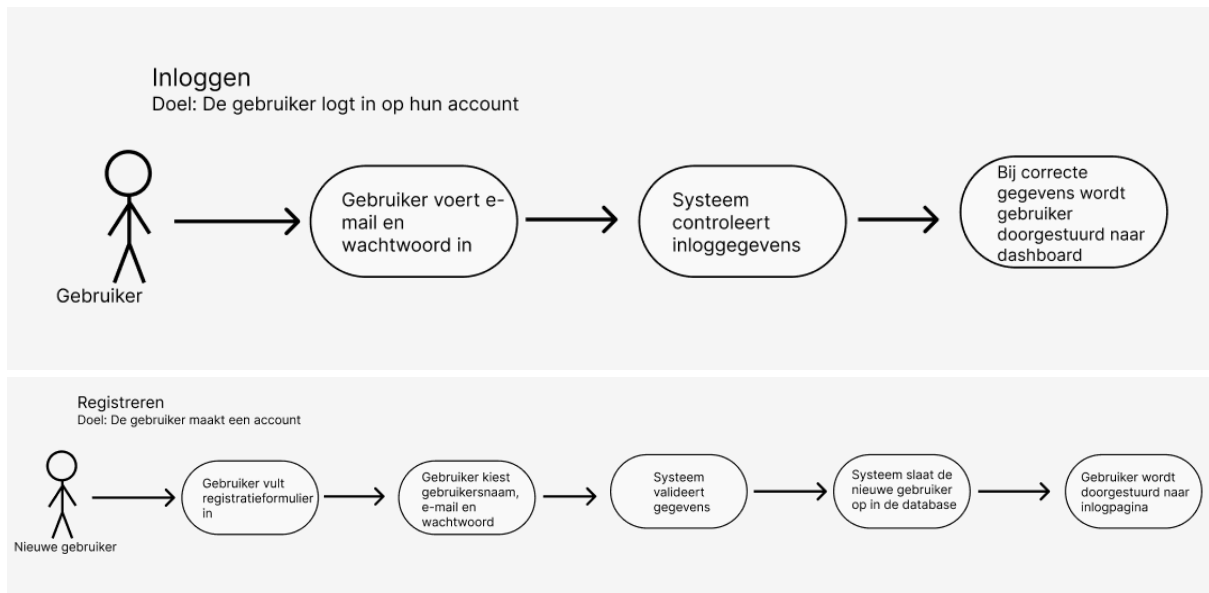 Inloggen
Doel: De gebruiker logt in op hun account
Gebruiker
Gebruiker voert e-
mail en
wachtwoord in
Systeem
controleert
inloggegevens
Bij correcte
gegevens wordt
gebruiker
doorgestuurd naar
dashboard
Registreren
Doel: De gebruiker maakt een account
Nieuwe gebruiker
Gebruiker vult
registratieformulier
in
Gebruiker kiest
gebruikersnaam,
e-mail en
wachtwoord
Systeem
valideert
gegevens
Systeem slaat de
nieuwe gebruiker
op in de database
Gebruiker wordt
doorgestuurd naar
inlogpagina